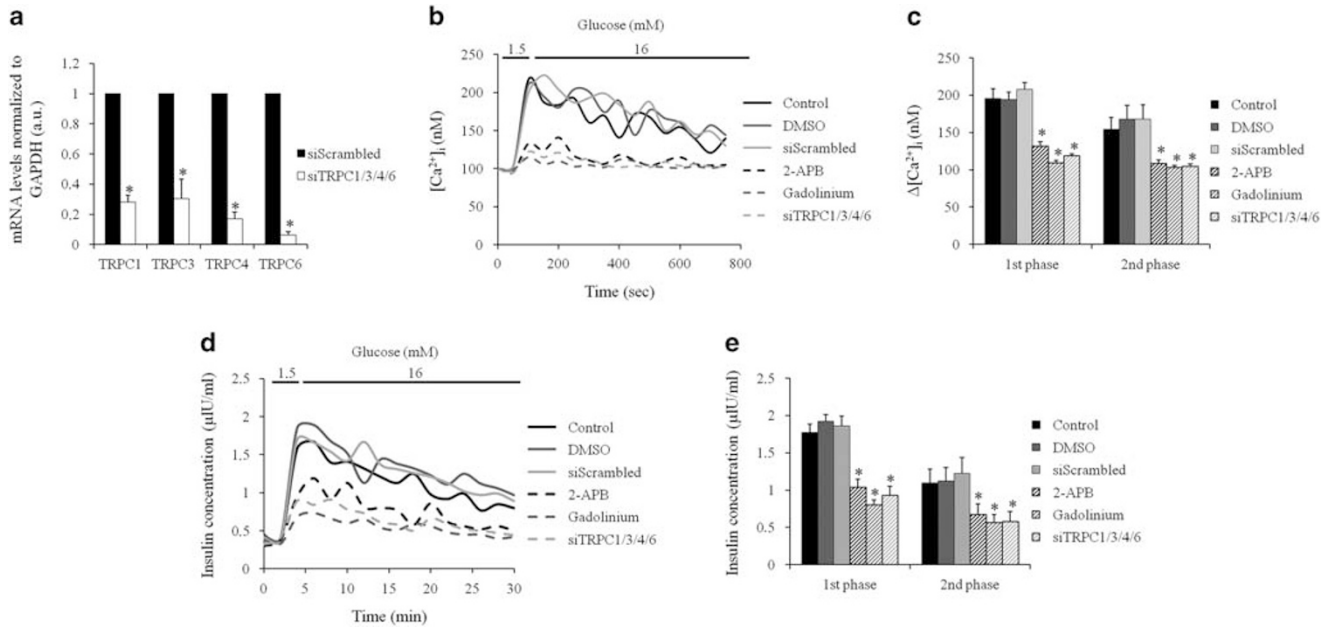 a
mRNA levels normalized to
GAPDH (a.u.)
1.2
1
0.8
0.6
0.4
0.2
0
*
*
*
*
TRPC1
TRPC3
TRPC4
TRPC6
siScrambled
siTRPC1/3/4/6
b
Glucose (mM)
1.5
16
[Ca²⁺]i (nM)
250
200
150
100
50
0
0
200
400
600
800
Time (sec)
Control
DMSO
siScrambled
2-APB
Gadolinium
siTRPC1/3/4/6
c
Δ[Ca²⁺]i (nM)
250
200
150
100
50
0
* * *
* * *
1st phase
2nd phase
Control
DMSO
siScrambled
2-APB
Gadolinium
siTRPC1/3/4/6
d
Glucose (mM)
1.5
16
Insulin concentration (µIU/ml)
2.5
2
1.5
1
0.5
0
0
5
10
15
20
25
30
Time (min)
Control
DMSO
siScrambled
2-APB
Gadolinium
siTRPC1/3/4/6
e
Insulin concentration (µIU/ml)
2.5
2
1.5
1
0.5
0
* * *
* * *
1st phase
2nd phase
Control
DMSO
siScrambled
2-APB
Gadolinium
siTRPC1/3/4/6